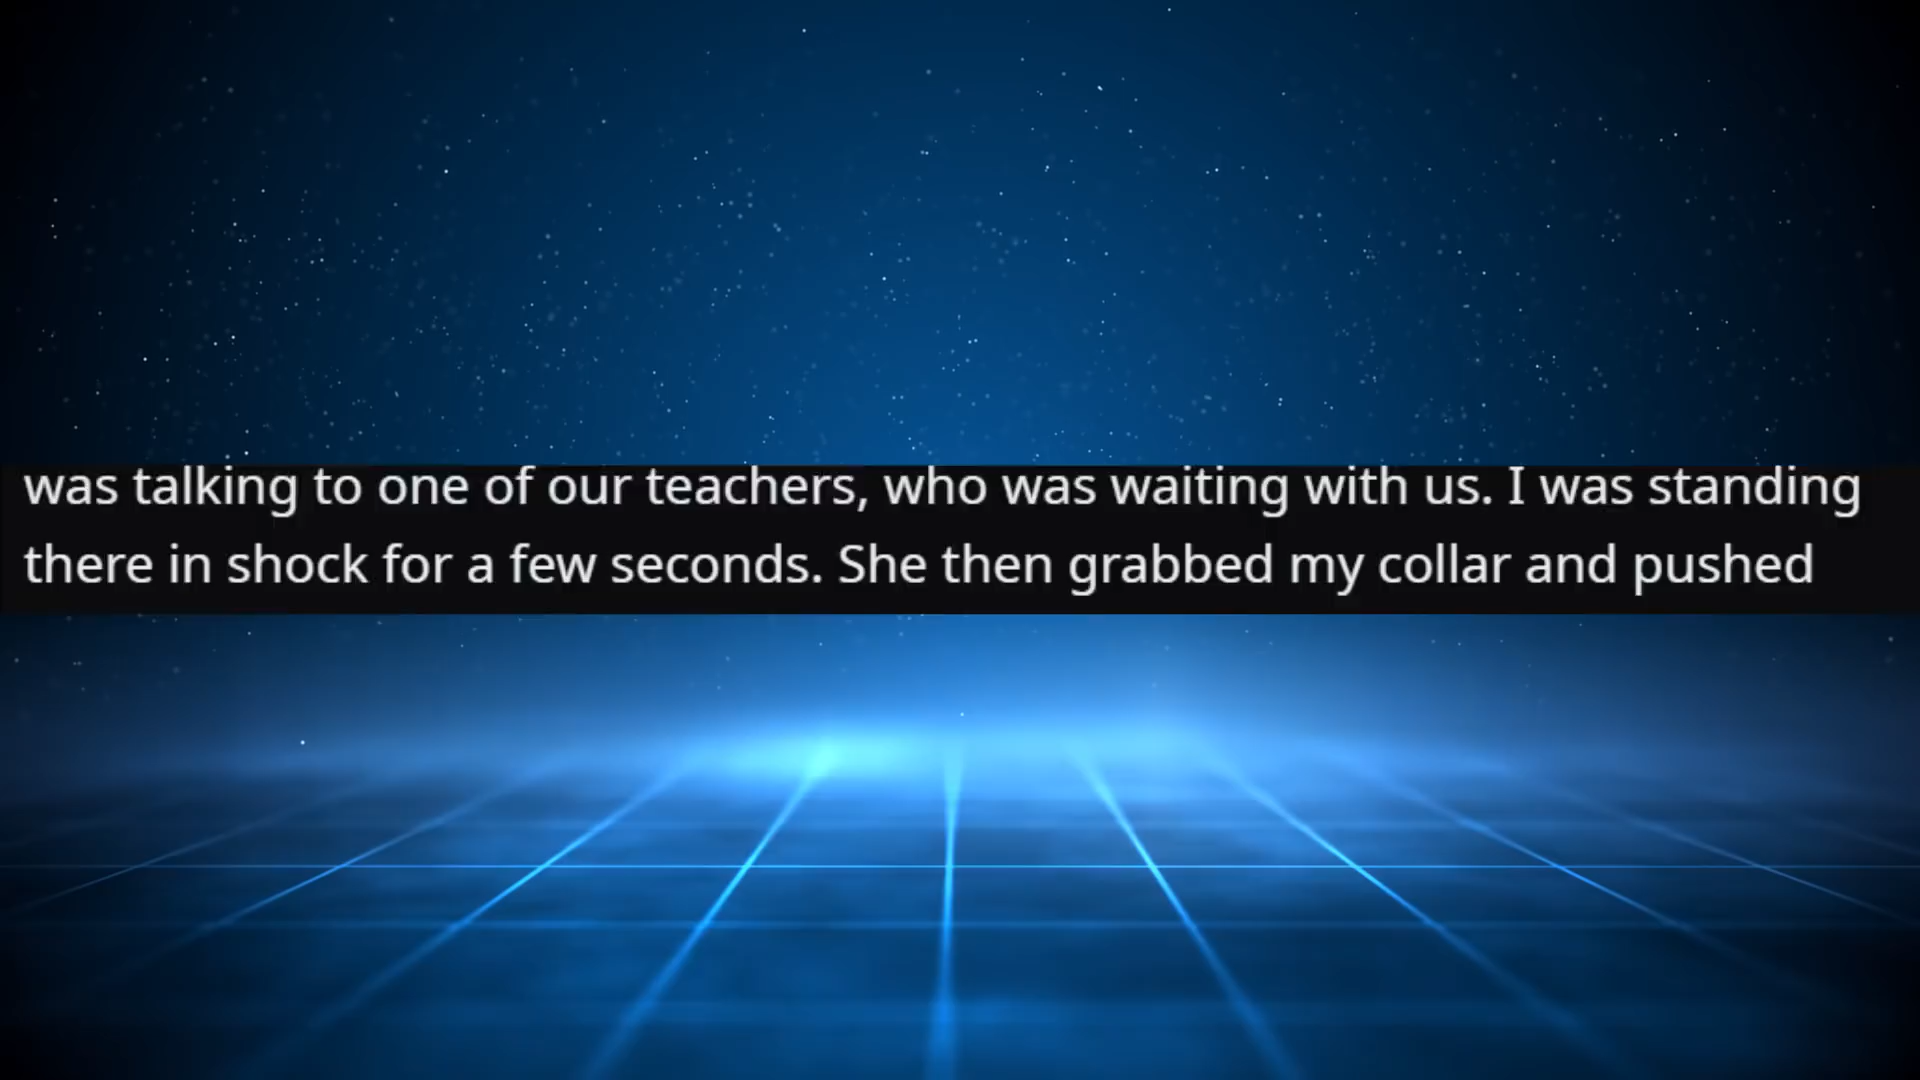 was talking to one of our teachers, who was waiting with us. I was standing
there in shock for a few seconds. She then grabbed my collar and pushed